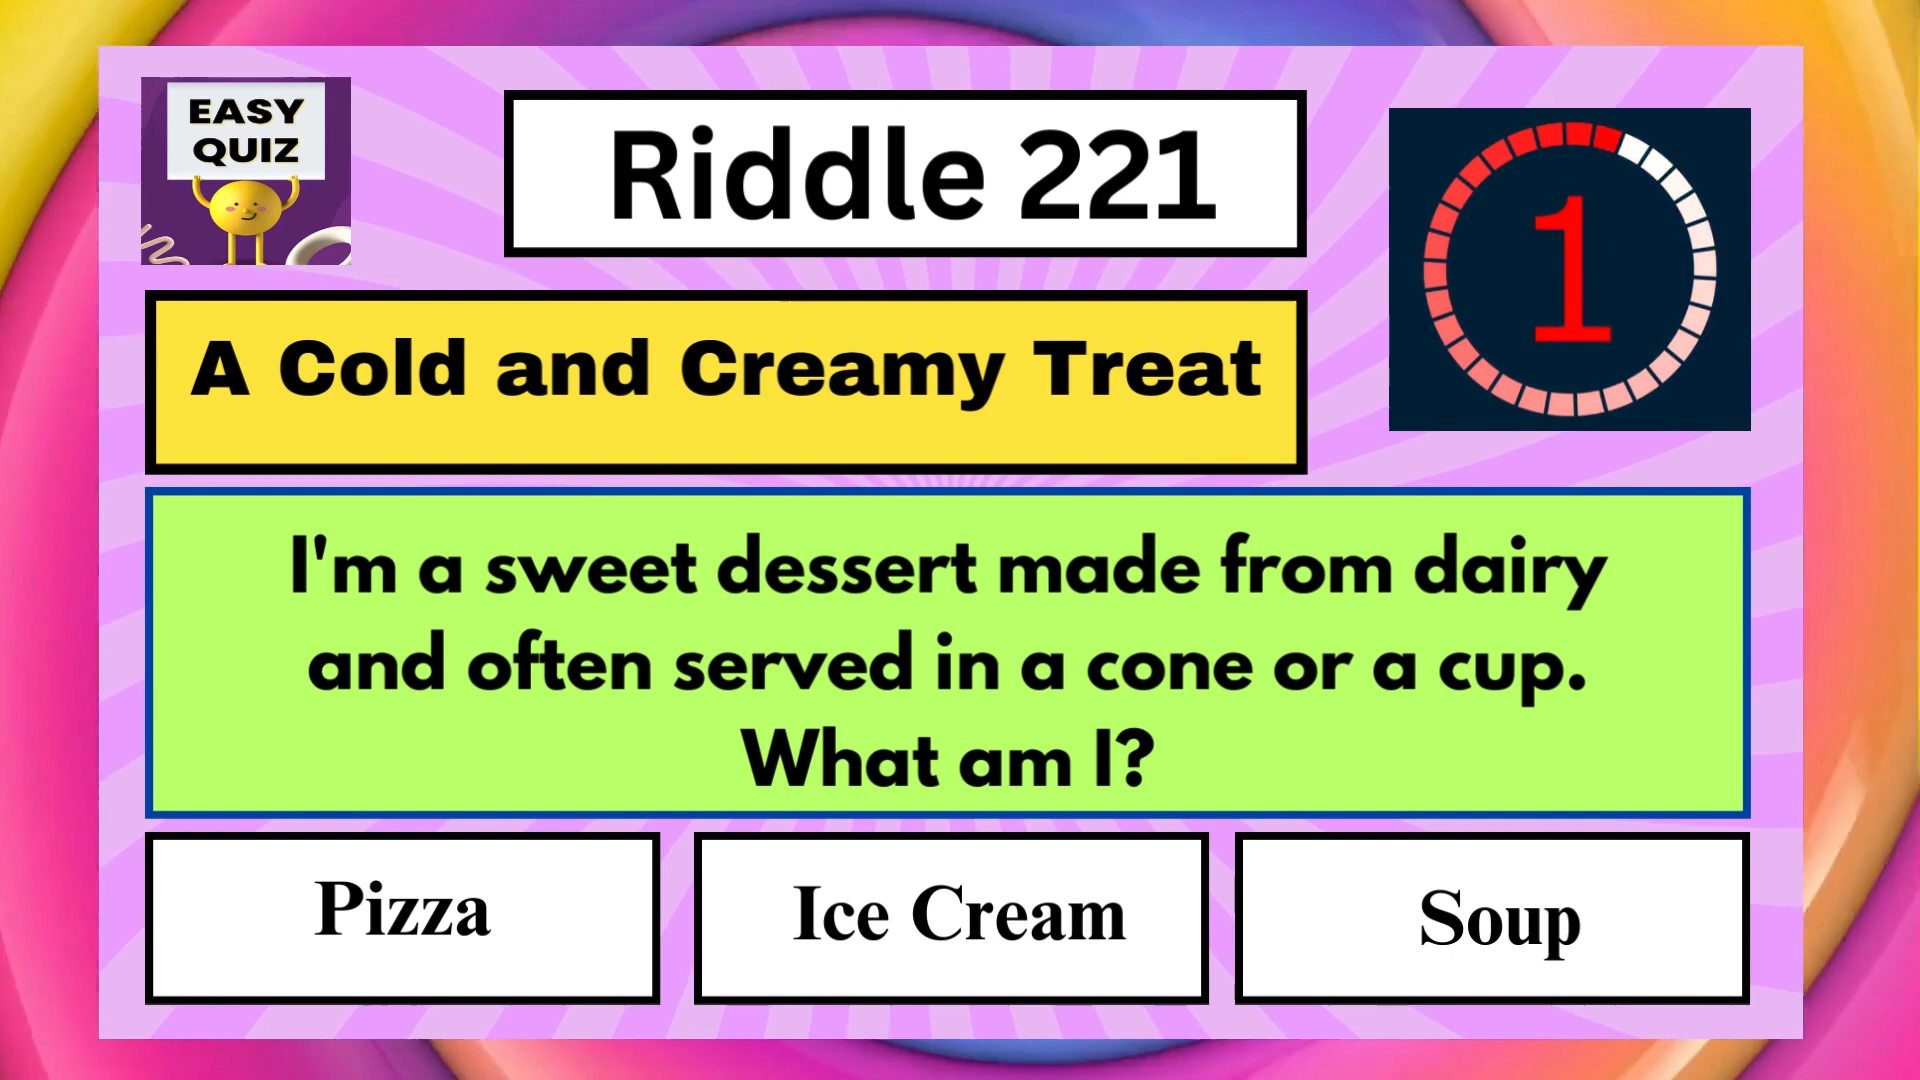 EASY
QUIZ
Riddle 221
1
A Cold and Creamy Treat
I'm a sweet dessert made from dairy
and often served in a cone or a cup.
What am I?
Pizza
Ice Cream
Soup